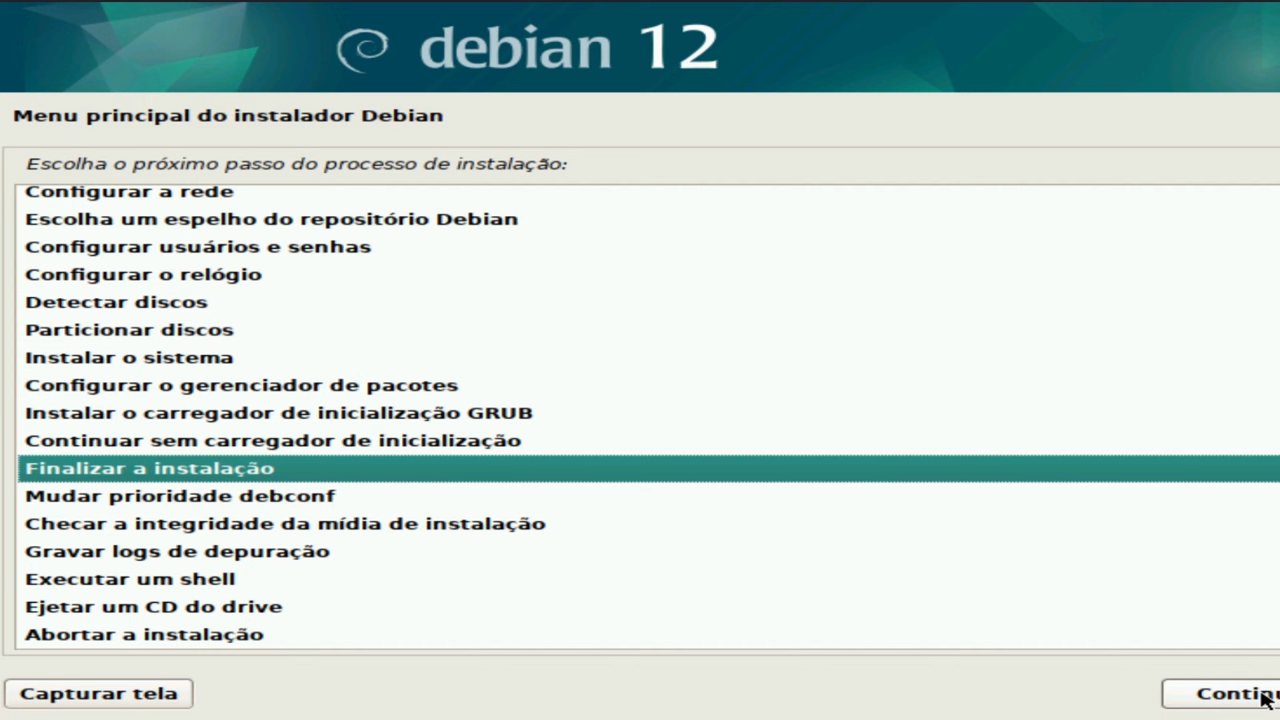 debian 12
Menu principal do instalador Debian
Escolha o próximo passo do processo de instalação:
Configurar a rede
Escolha um espelho do repositório Debian
Configurar usuários e senhas
Configurar o relógio
Detectar discos
Particionar discos
Instalar o sistema
Configurar o gerenciador de pacotes
Instalar o carregador de inicialização GRUB
Continuar sem carregador de inicialização
Finalizar a instalação
Mudar prioridade debconf
Checar a integridade da mídia de instalação
Gravar logs de depuração
Executar um shell
Ejetar um CD do drive
Abortar a instalação
Capturar tela